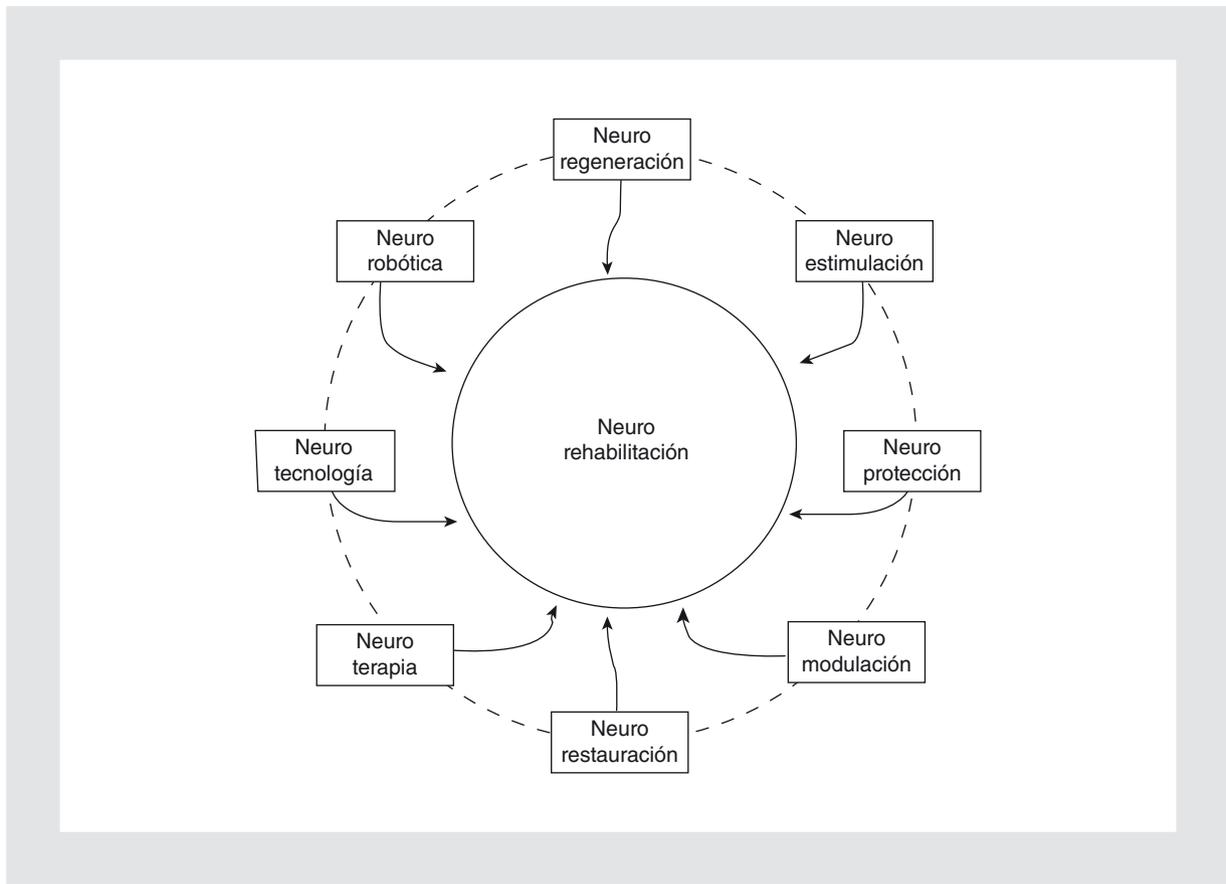 Neuro
regeneración
Neuro
robótica
Neuro
estimulación
Neuro
rehabilitación
Neuro
tecnología
Neuro
protección
Neuro
terapia
Neuro
modulación
Neuro
restauración